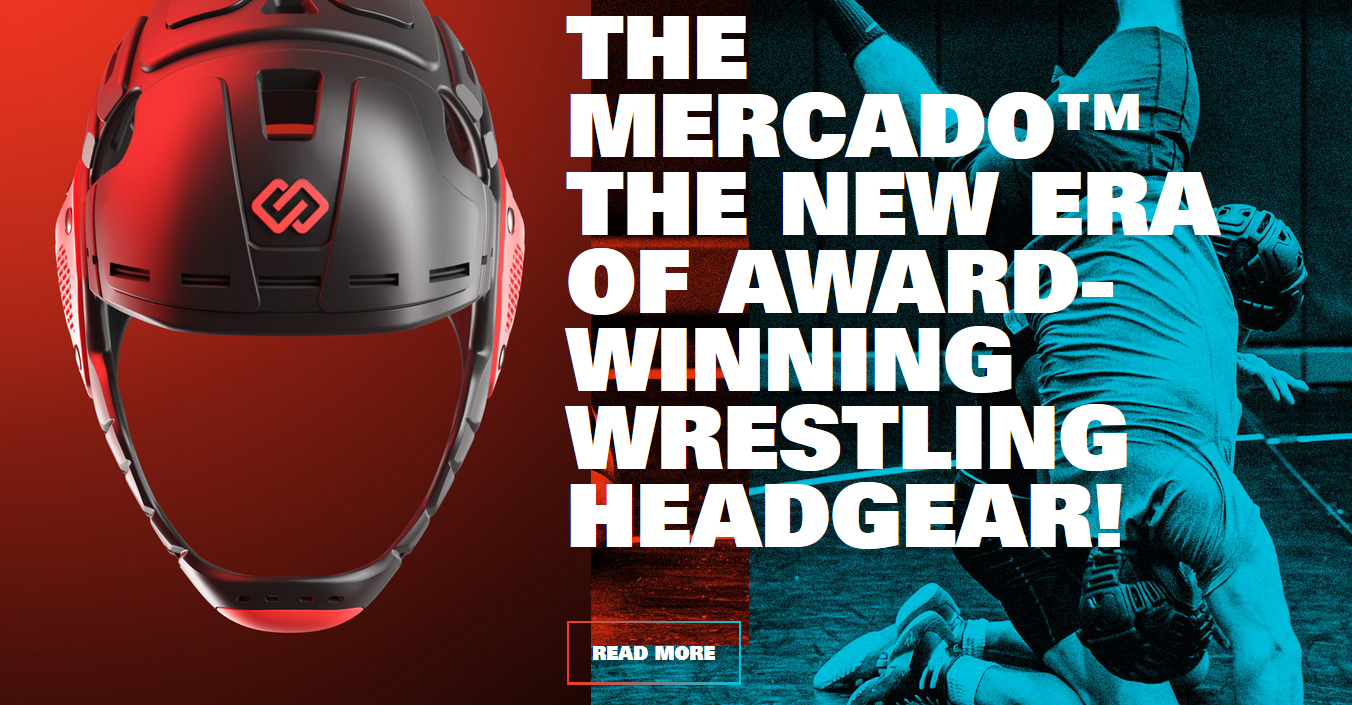 THE
MERCADO™
THE NEW ERA
OF AWARD-
WINNING
WRESTLING
HEADGEAR!
READ MORE